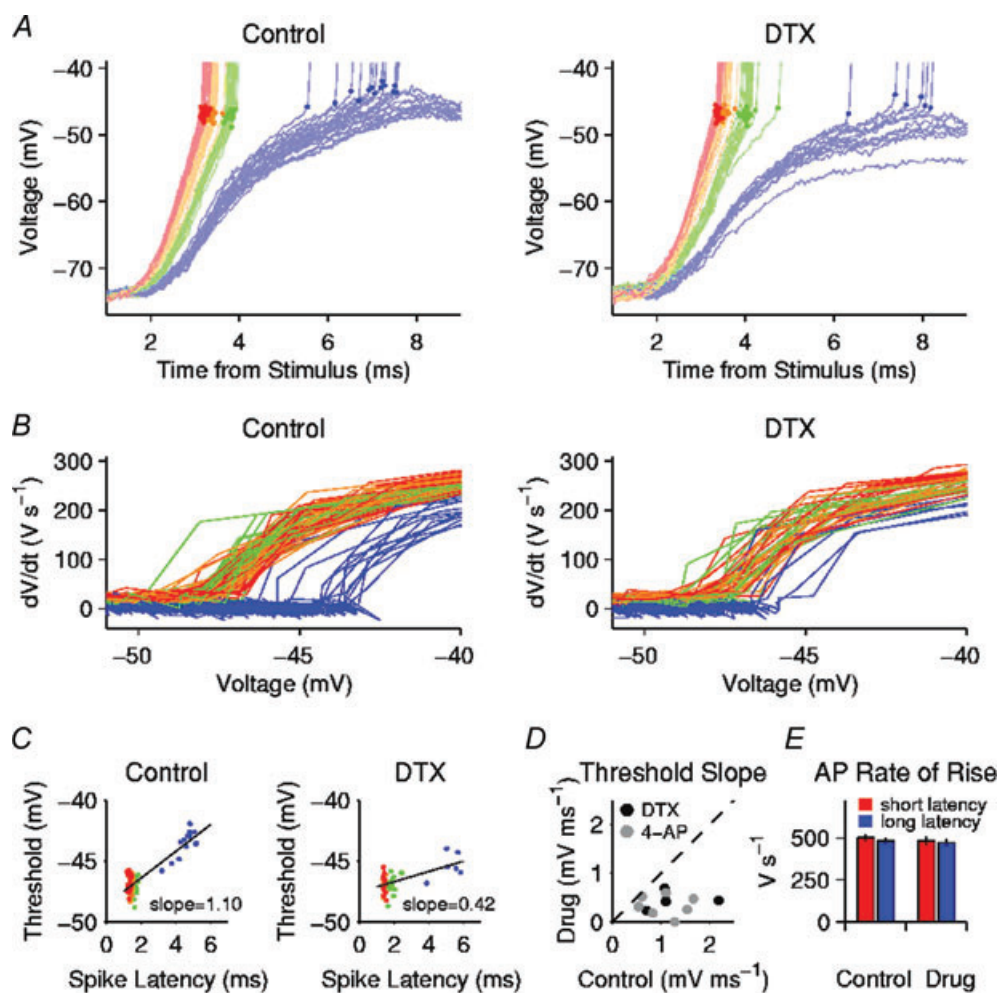 A
Control
DTX
−40
−50
−60
−70
Voltage (mV)
2 4 6 8
Time from Stimulus (ms)
−40
−50
−60
−70
Voltage (mV)
2 4 6 8
Time from Stimulus (ms)
B
Control
DTX
300
200
100
0
dV/dt (V s⁻¹)
−50 −45 −40
Voltage (mV)
300
200
100
0
dV/dt (V s⁻¹)
−50 −45 −40
Voltage (mV)
C
Control
−40
−45
−50
Threshold (mV)
slope=1.10
0 2 4 6
Spike Latency (ms)
DTX
−40
−45
−50
Threshold (mV)
slope=0.42
0 2 4 6
Spike Latency (ms)
D
Threshold Slope
DTX
4−AP
2
1
0
Drug (mV ms⁻¹)
0 1 2
Control (mV ms⁻¹)
E
AP Rate of Rise
short latency
long latency
500
250
0
V s⁻¹
Control Drug